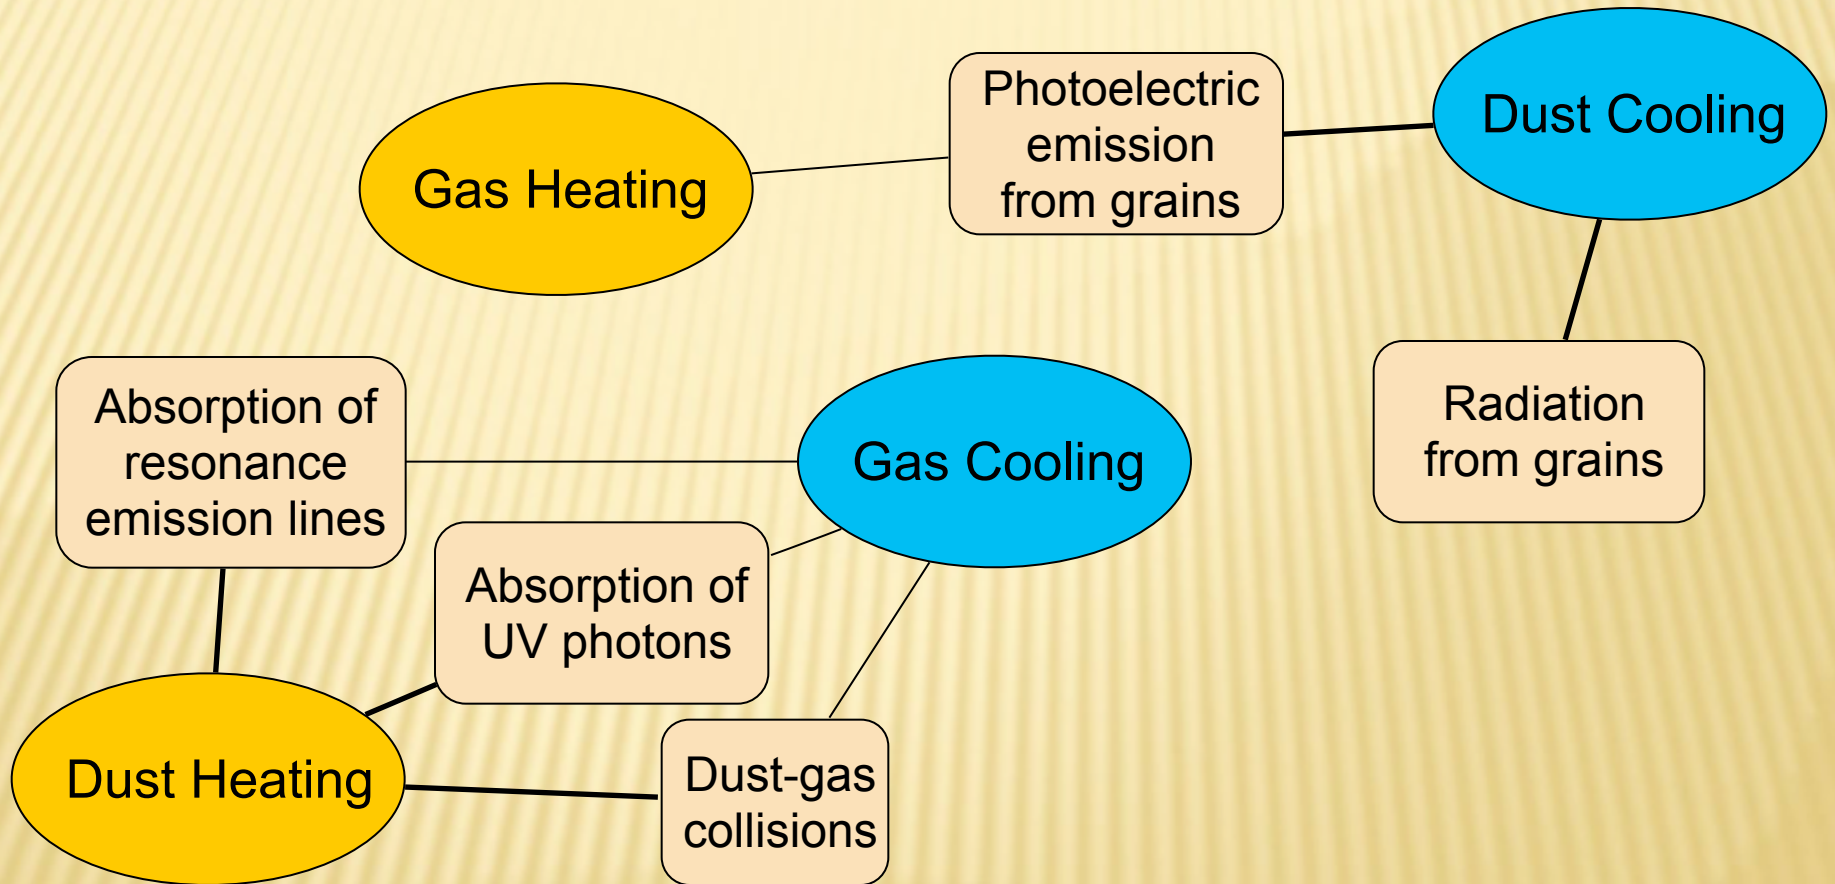 Photoelectric
emission
from grains
Dust Cooling
Gas Heating
Absorption of
resonance
emission lines
Gas Cooling
Radiation
from grains
Absorption of
UV photons
Dust Heating
Dust-gas
collisions